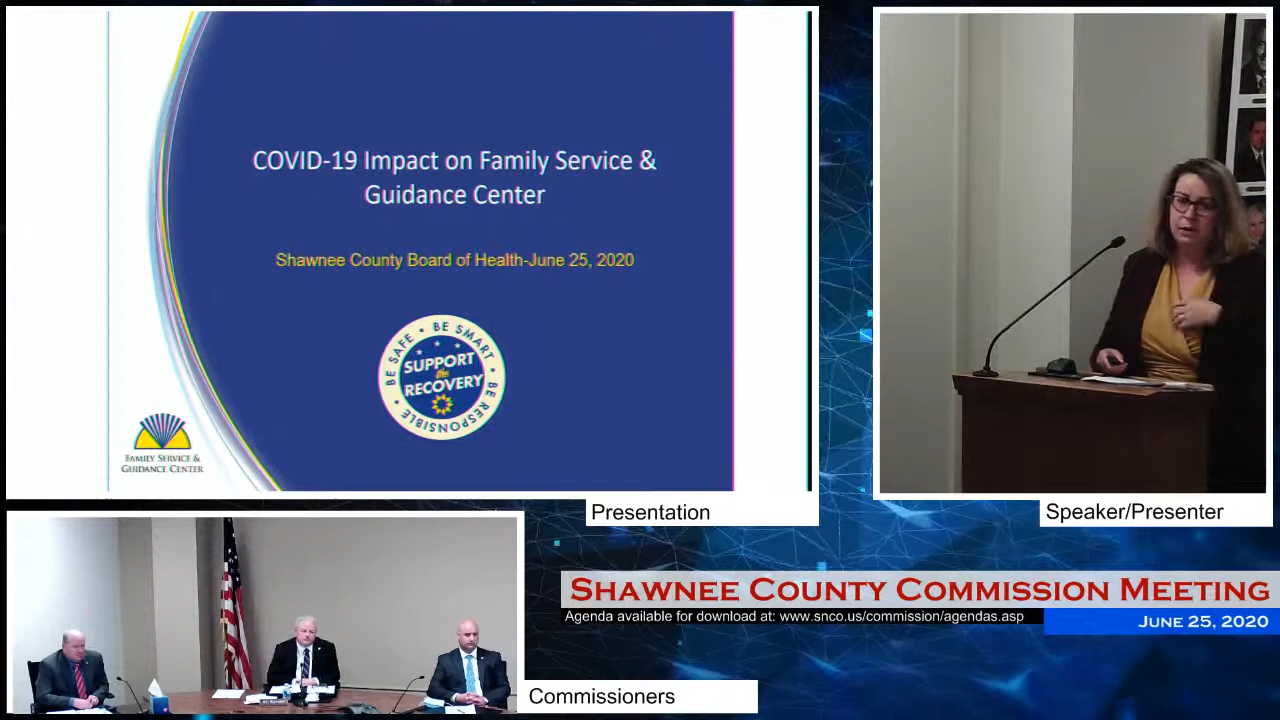 COVID-19 Impact on Family Service &
Guidance Center
Shawnee County Board of Health-June 25, 2020
BE SAFE • BE SMART • BE RESPONSIBLE •
SUPPORT
the
RECOVERY
FAMILY SERVICE &
GUIDANCE CENTER
Presentation
Speaker/Presenter
SHAWNEE COUNTY COMMISSION MEETING
Agenda available for download at: www.snco.us/commission/agendas.asp
JUNE 25, 2020
Commissioners